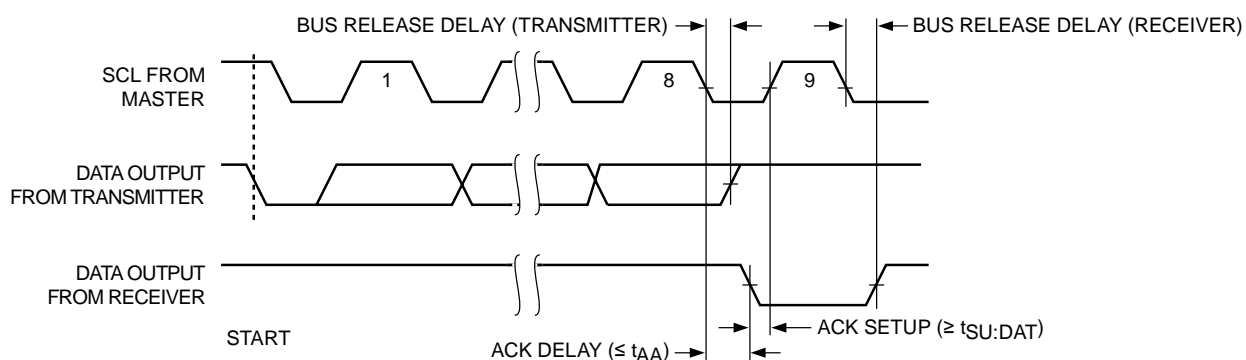 BUS RELEASE DELAY (TRANSMITTER)
BUS RELEASE DELAY (RECEIVER)
SCL FROM
MASTER
1
8
9
DATA OUTPUT
FROM TRANSMITTER
DATA OUTPUT
FROM RECEIVER
START
ACK SETUP (≥ tSU:DAT)
ACK DELAY (≤ tAA)